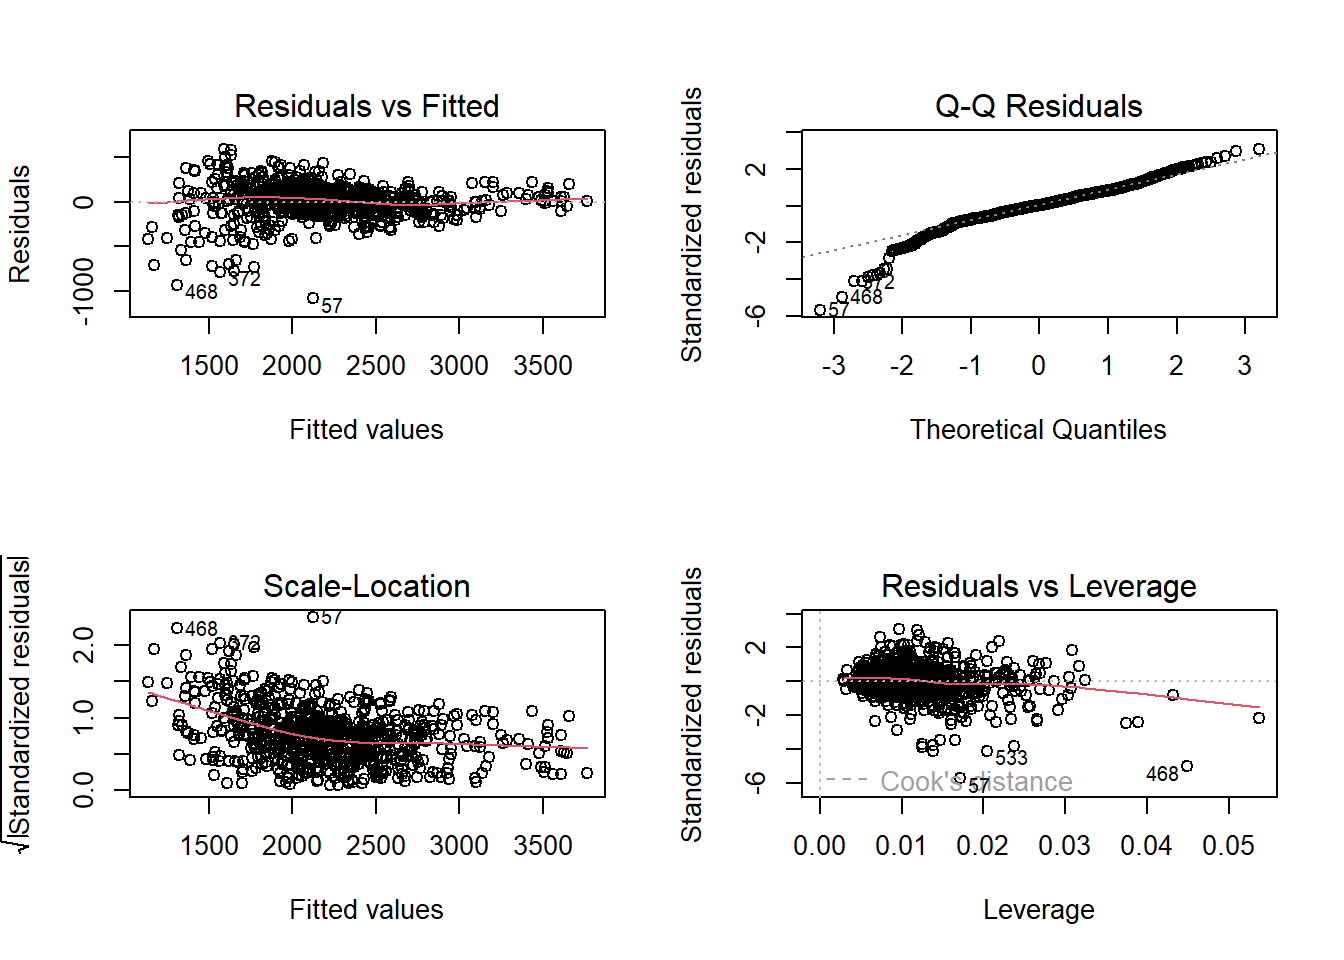 Residuals vs Fitted
Residuals
0
-1000
468
372
57
1500 2000 2500 3000 3500
Fitted values
Q-Q Residuals
Standardized residuals
2
-2
-6
372
468
57
-3 -2 -1 0 1 2 3
Theoretical Quantiles
Scale-Location
√|Standardized residuals|
2.0
1.0
0.0
57
468
372
1500 2000 2500 3000 3500
Fitted values
Residuals vs Leverage
Standardized residuals
2
-2
-6
533
468
Cook's distance
57
0.00 0.01 0.02 0.03 0.04 0.05
Leverage